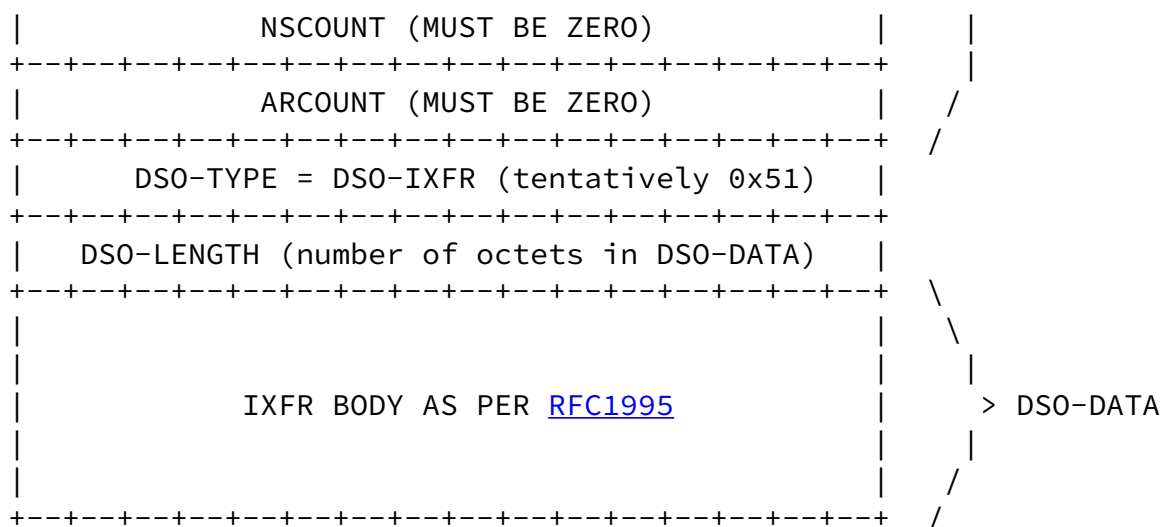 |             NSCOUNT (MUST BE ZERO)            |     |
+--+--+--+--+--+--+--+--+--+--+--+--+--+--+--+--+     |
|             ARCOUNT (MUST BE ZERO)            |    /
+--+--+--+--+--+--+--+--+--+--+--+--+--+--+--+--+   /
|      DSO-TYPE = DSO-IXFR (tentatively 0x51)   |
+--+--+--+--+--+--+--+--+--+--+--+--+--+--+--+--+
|   DSO-LENGTH (number of octets in DSO-DATA)   |
+--+--+--+--+--+--+--+--+--+--+--+--+--+--+--+--+   \
|                                               |    \
|                                               |     |
|            IXFR BODY AS PER RFC1995           |      > DSO-DATA
|                                               |     |
|                                               |    /
+--+--+--+--+--+--+--+--+--+--+--+--+--+--+--+--+   /